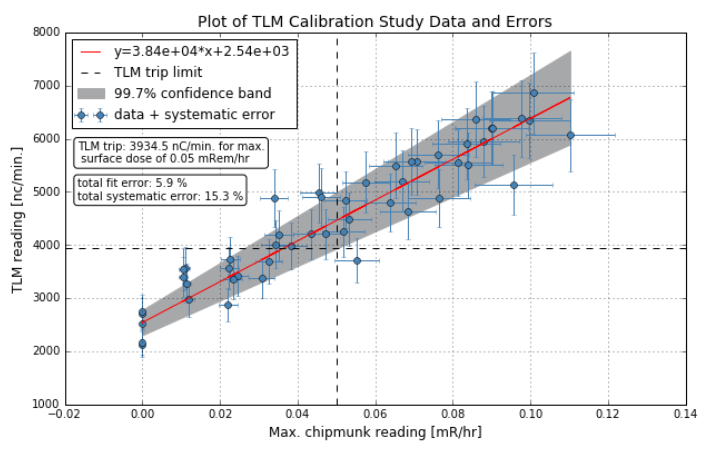 Plot of TLM Calibration Study Data and Errors
8000
7000
6000
5000
4000
3000
2000
1000
TLM reading [nc/min.]
y=3.84e+04*x+2.54e+03
TLM trip limit
99.7% confidence band
data + systematic error
TLM trip: 3934.5 nC/min. for max.
surface dose of 0.05 mRem/hr
total fit error: 5.9 %
total systematic error: 15.3 %
−0.02 0.00 0.02 0.04 0.06 0.08 0.10 0.12 0.14
Max. chipmunk reading [mR/hr]